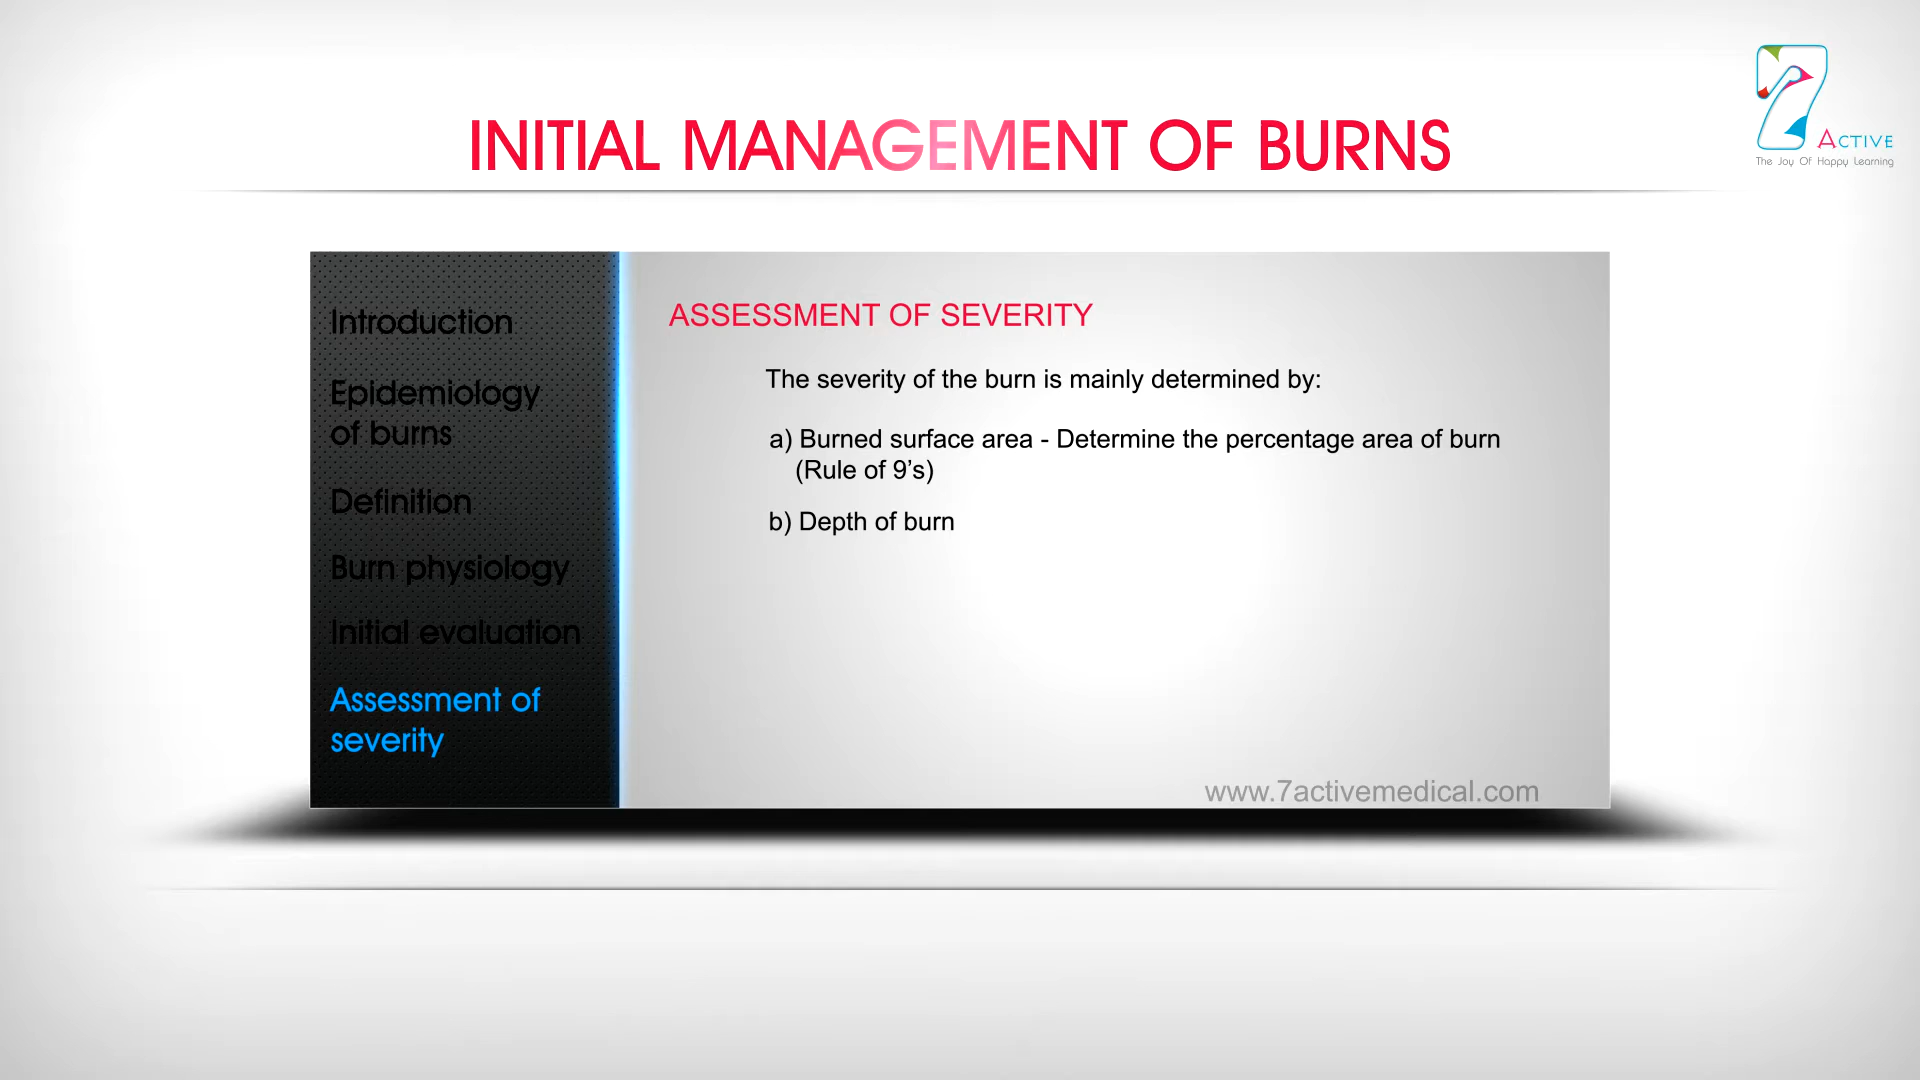 7 ACTIVE
The Joy Of Happy Learning
INITIAL MANAGEMENT OF BURNS
Introduction
Epidemiology
of burns
Definition
Burn physiology
Initial evaluation
Assessment of
severity
ASSESSMENT OF SEVERITY
The severity of the burn is mainly determined by:
a) Burned surface area - Determine the percentage area of burn
(Rule of 9’s)
b) Depth of burn
www.7activemedical.com